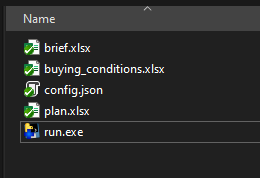 Name
brief.xlsx
buying_conditions.xlsx
config.json
plan.xlsx
run.exe